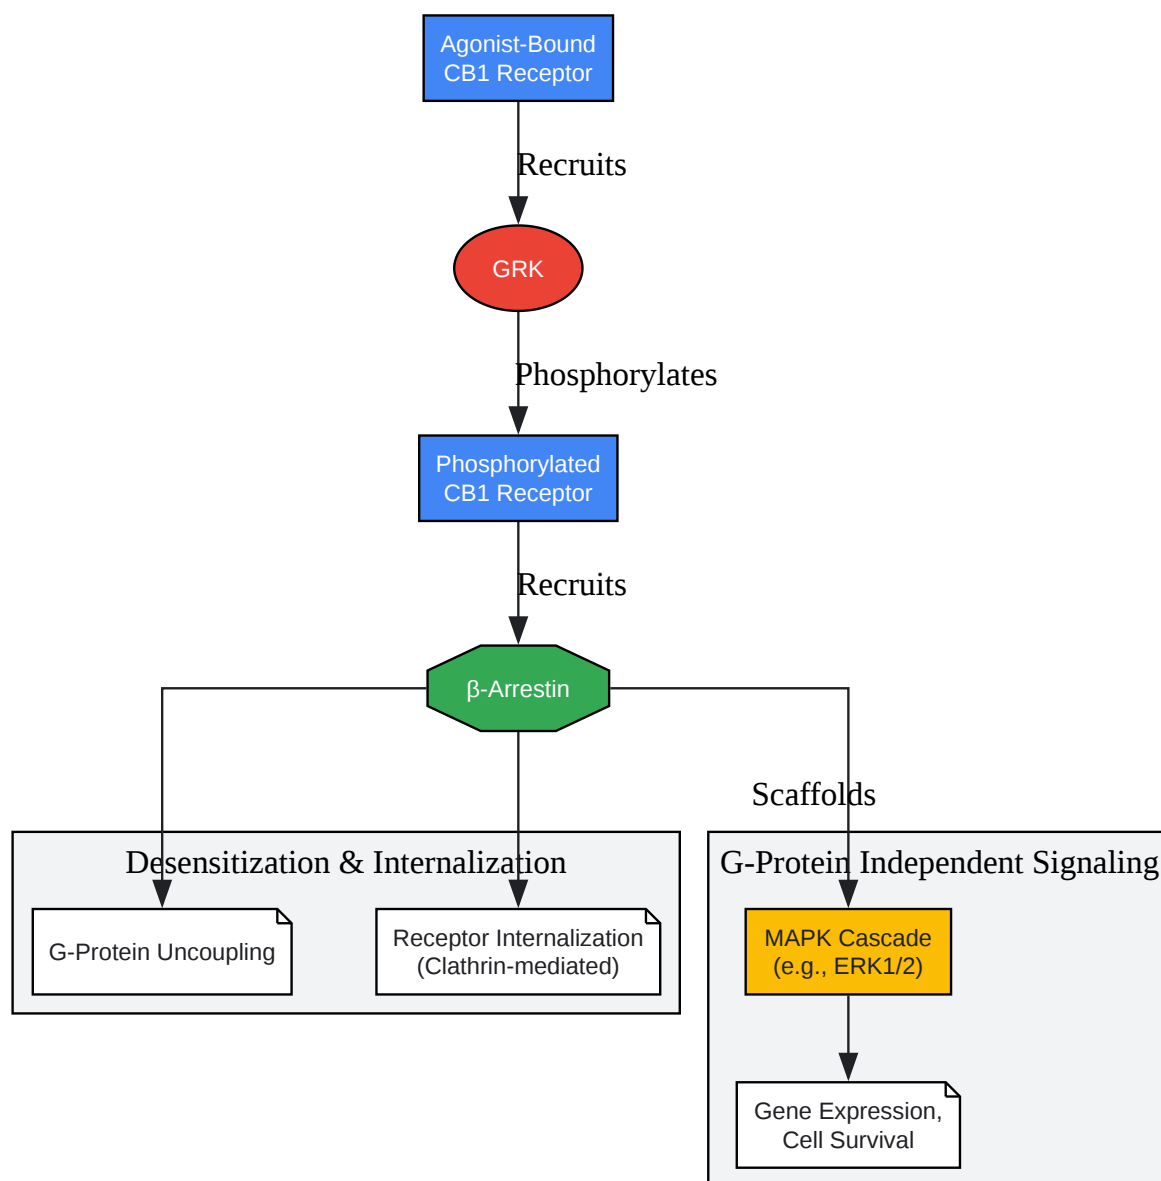 Agonist-Bound
CB1 Receptor
Recruits
GRK
Phosphorylates
Phosphorylated
CB1 Receptor
Recruits
β-Arrestin
Scaffolds
Desensitization & Internalization
G-Protein Independent Signaling
G-Protein Uncoupling
Receptor Internalization
(Clathrin-mediated)
MAPK Cascade
(e.g., ERK1/2)
Gene Expression,
Cell Survival